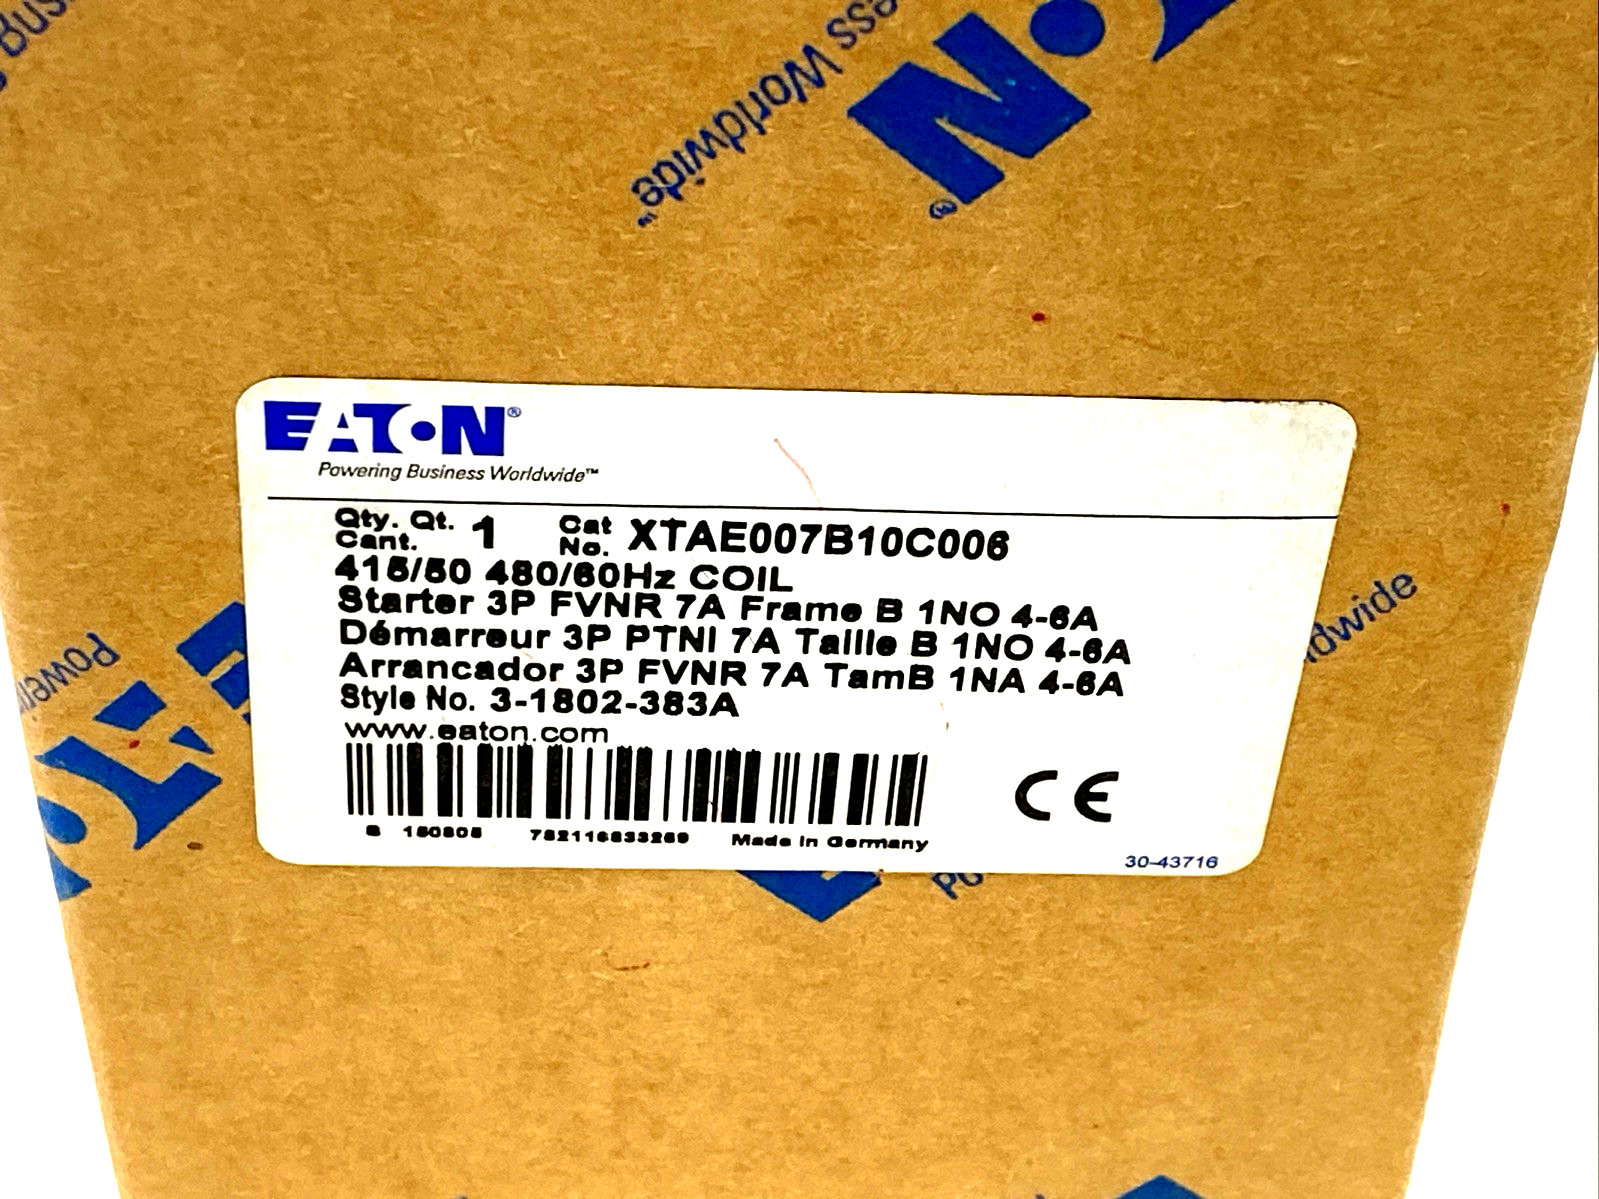 Worldwide™
EATON®
Powering Business Worldwide™
Qty. Qt. Cant. 1 Cat No. XTAE007B10C006
415/50 480/60Hz COIL
Starter 3P FVNR 7A Frame B 1NO 4-6A
Démarreur 3P PTNI 7A Taille B 1NO 4-6A
Arrancador 3P FVNR 7A TamB 1NA 4-6A
Style No. 3-1802-383A
www.eaton.com
Made in Germany
CE
30-43716